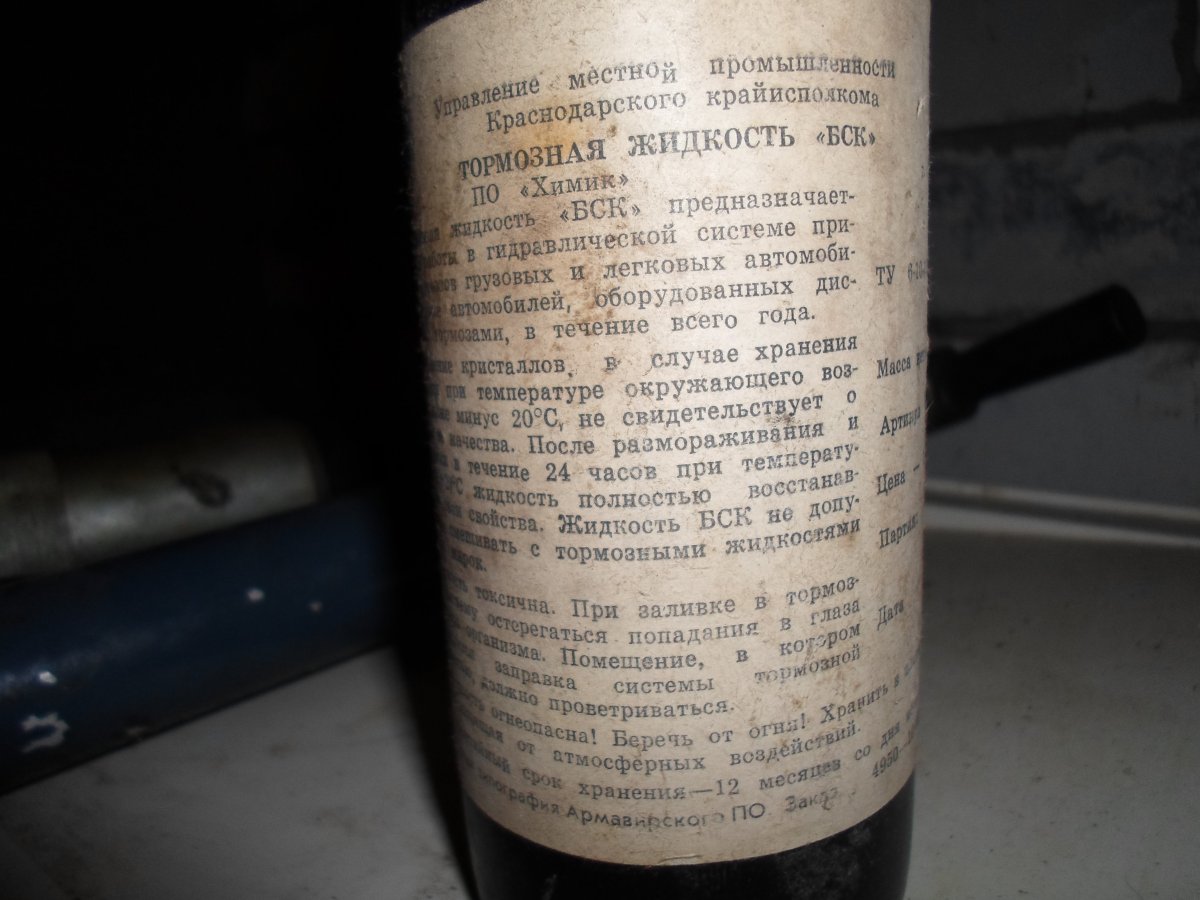 Управление местной промышленности
Краснодарского крайисполкома
ТОРМОЗНАЯ ЖИДКОСТЬ «БСК»
ПО «Химик»
жидкость «БСК» предназначает-
в гидравлической системе при-
грузовых и легковых автомоби-
автомобилей, оборудованных дис-
тормозами, в течение всего года.
ТУ
кристаллов, в случае хранения
при температуре окружающего воз-
минус 20°С, не свидетельствует о
качества. После размораживания и
в течение 24 часов при температу-
жидкость полностью восстанав-
свойства. Жидкость БСК не допу-
с тормозными жидкостями
Масса
Цена —
Партия
Дата
токсична. При заливке в тормоз-
остерегаться попадания в глаза
организма. Помещение, в котором
заправка системы тормозной
должно проветриваться.
огнеопасна! Беречь от огня! Хранить в
от атмосферных воздействий.
срок хранения—12 месяцев со дня
типография Армавирского ПО Заказ 4950